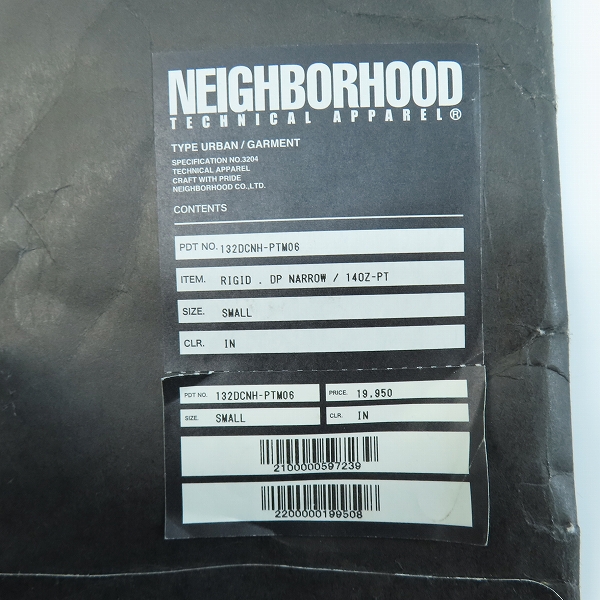 NEIGHBORHOOD
TECHNICAL APPAREL®
TYPE URBAN / GARMENT
SPECIFICATION NO.3204
TECHNICAL APPAREL
CRAFT WITH PRIDE
NEIGHBORHOOD CO.,LTD.
CONTENTS
PDT NO. 132DCNH-PTM06
ITEM. RIGID . DP NARROW / 14OZ-PT
SIZE. SMALL
CLR. IN
PDT NO. 132DCNH-PTM06 PRICE. 19,950
SIZE. SMALL CLR. IN
2100000597239
2200000199508